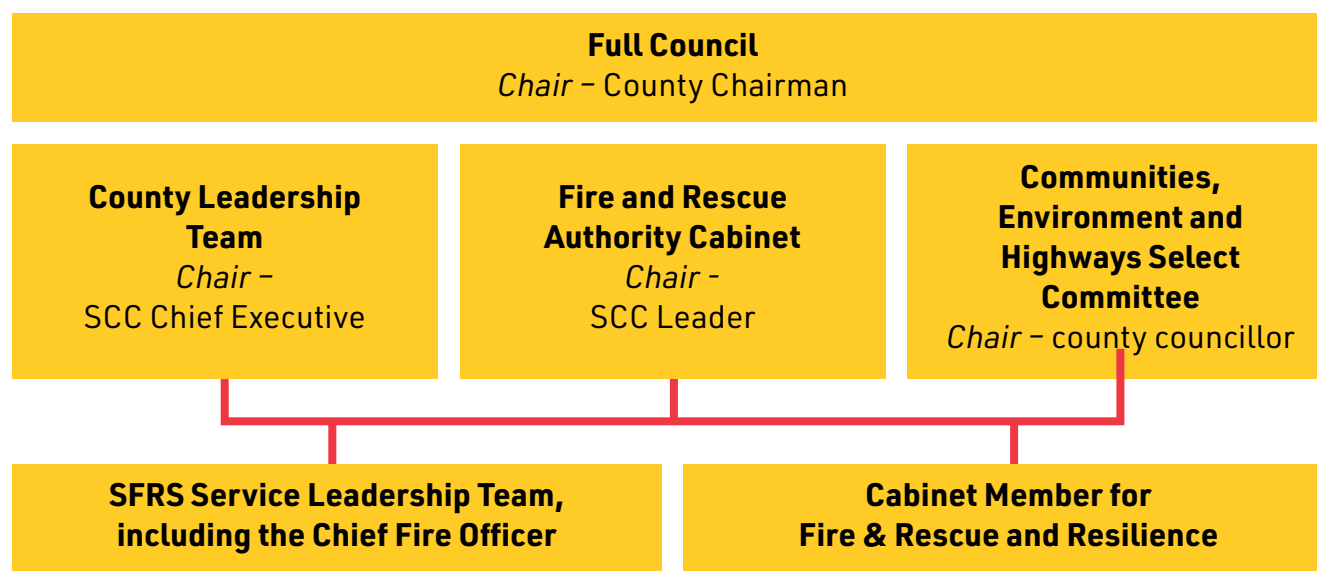 Full Council
Chair – County Chairman
County Leadership
Team
Chair –
SCC Chief Executive
Fire and Rescue
Authority Cabinet
Chair -
SCC Leader
Communities,
Environment and
Highways Select
Committee
Chair – county councillor
SFRS Service Leadership Team,
including the Chief Fire Officer
Cabinet Member for
Fire & Rescue and Resilience